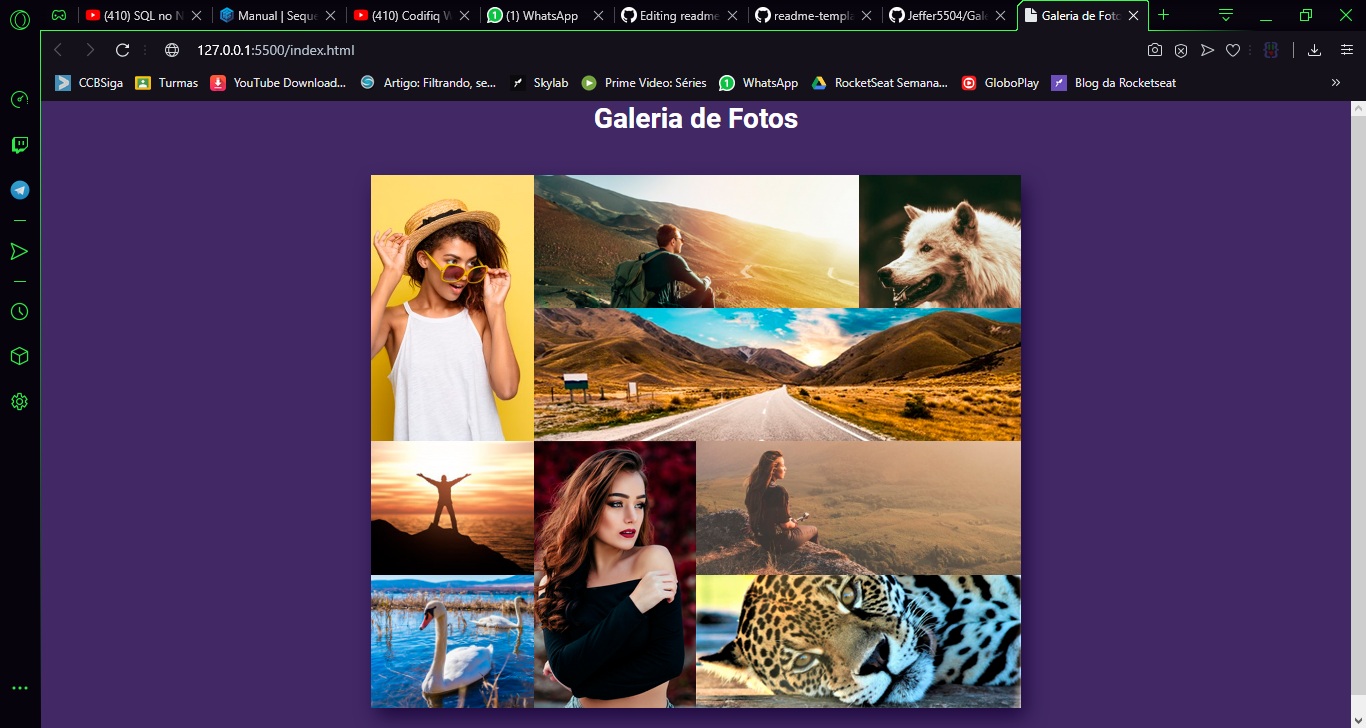 (410) SQL no N
Manual | Seque
(410) Codifiq W
(1) WhatsApp
Editing readme
readme-templa
Jeffer5504/Gale
Galeria de Foto
127.0.0.1:5500/index.html
CCBSiga
Turmas
YouTube Download...
Artigo: Filtrando, se...
Skylab
Prime Video: Séries
WhatsApp
RocketSeat Semana...
GloboPlay
Blog da Rocketseat
Galeria de Fotos